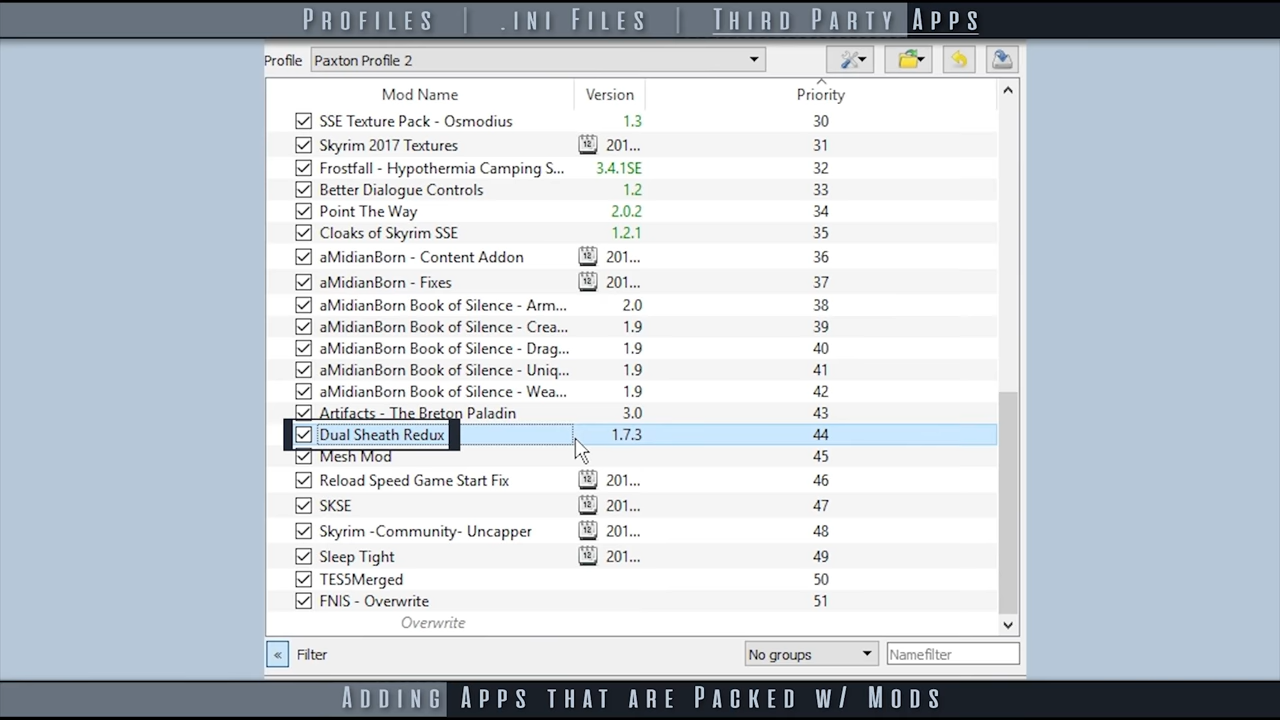 PROFILES | .INI FILES | THIRD PARTY APPS
Profile Paxton Profile 2
Mod Name Version Priority
SSE Texture Pack - Osmodius 1.3 30
Skyrim 2017 Textures 201... 31
Frostfall - Hypothermia Camping S... 3.4.1SE 32
Better Dialogue Controls 1.2 33
Point The Way 2.0.2 34
Cloaks of Skyrim SSE 1.2.1 35
aMidianBorn - Content Addon 201... 36
aMidianBorn - Fixes 201... 37
aMidianBorn Book of Silence - Arm... 2.0 38
aMidianBorn Book of Silence - Crea... 1.9 39
aMidianBorn Book of Silence - Drag... 1.9 40
aMidianBorn Book of Silence - Uniq... 1.9 41
aMidianBorn Book of Silence - Wea... 1.9 42
Artifacts - The Breton Paladin 3.0 43
Dual Sheath Redux 1.7.3 44
Mesh Mod 45
Reload Speed Game Start Fix 201... 46
SKSE 201... 47
Skyrim -Community- Uncapper 201... 48
Sleep Tight 201... 49
TES5Merged 50
FNIS - Overwrite 51
Overwrite
« Filter No groups Namefilter
ADDING APPS THAT ARE PACKED W/ MODS